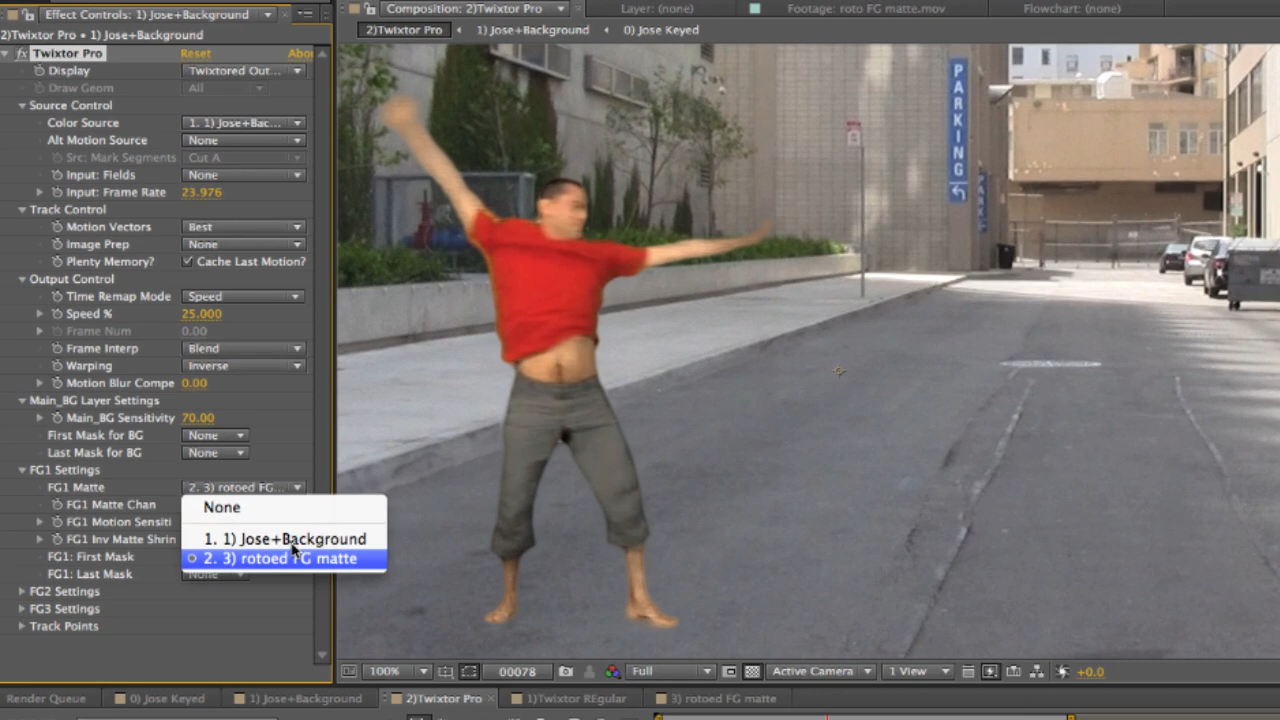 Effect Controls: 1) Jose+Background
2)Twixtor Pro • 1) Jose+Background
fx Twixtor Pro Reset Abou
Display Twixtored Out...
Draw Geom All
Source Control
Color Source 1. 1) Jose+Bac...
Alt Motion Source None
Src: Mark Segments Cut A
Input: Fields None
Input: Frame Rate 23.976
Track Control
Motion Vectors Best
Image Prep None
Plenty Memory? Cache Last Motion?
Output Control
Time Remap Mode Speed
Speed % 25.000
Frame Num 0.00
Frame Interp Blend
Warping Inverse
Motion Blur Compe 0.00
Main_BG Layer Settings
Main_BG Sensitivity 70.00
First Mask for BG None
Last Mask for BG None
FG1 Settings
FG1 Matte 2. 3) rotoed FG...
FG1 Matte Chan
FG1 Motion Sensiti
FG1 Inv Matte Shrin
FG1: First Mask
FG1: Last Mask None
FG2 Settings
FG3 Settings
Track Points
None
1. 1) Jose+Background
2. 3) rotoed FG matte
Composition: 2)Twixtor Pro Layer: (none) Footage: roto FG matte.mov Flowchart: (none)
2)Twixtor Pro 1) Jose+Background 0) Jose Keyed
PARKING
PARK
100% 00078 Full Active Camera 1 View +0.0
Render Queue 0) Jose Keyed 1) Jose+Background 2)Twixtor Pro 1)Twixtor REgular 3) rotoed FG matte